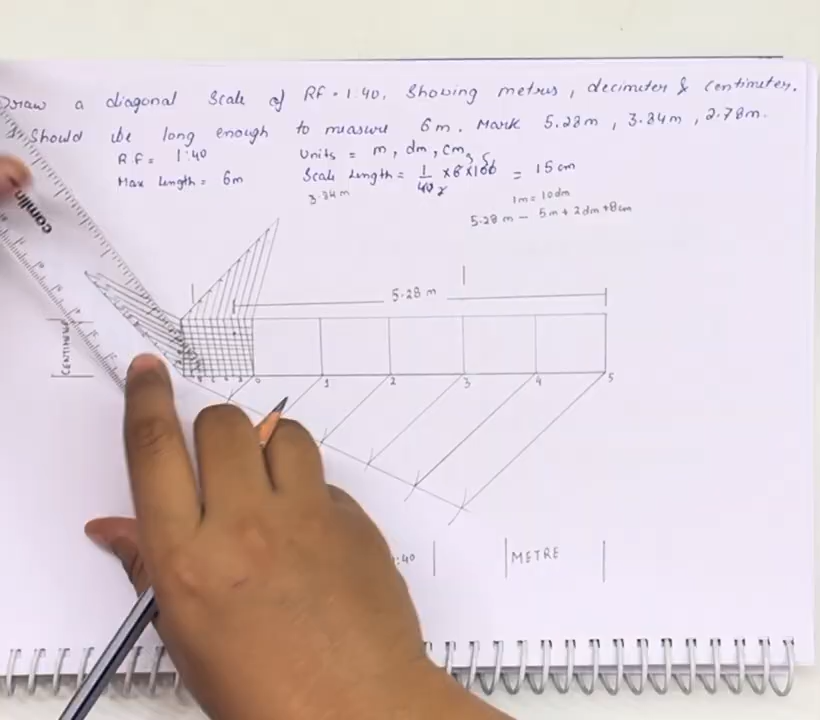 Draw a diagonal Scale of RF = 1:40, Showing metres, decimeter & Centimeter.
It Should be long enough to measure 6m. Mark 5.28m, 3.34m, 2.78m.
RF = 1:40 Units = m, dm, cm
Max length = 6m Scale length = 1/40 × 6 × 100 = 15 cm
3.34 m 1m = 10dm
5.28 m - 5m + 2dm + 8cm
comlin
5.28 m
0 1 2 3 4 5
:40 METRE